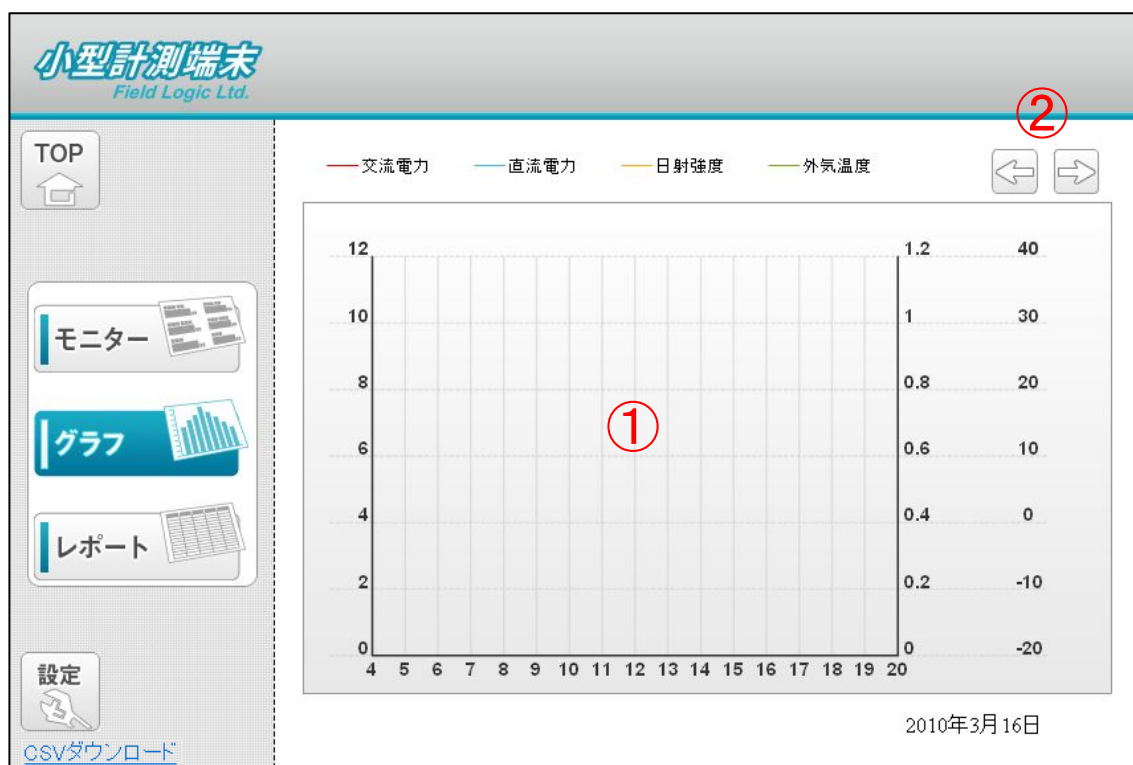 小型計測端末
Field Logic Ltd.
②
TOP
交流電力 直流電力 日射強度 外気温度
12 1.2 40
モニター
10 1 30
8 0.8 20
①
グラフ
6 0.6 10
4 0.4 0
レポート
2 0.2 -10
0 0 -20
4 5 6 7 8 9 10 11 12 13 14 15 16 17 18 19 20
設定
2010年3月16日
CSVダウンロード